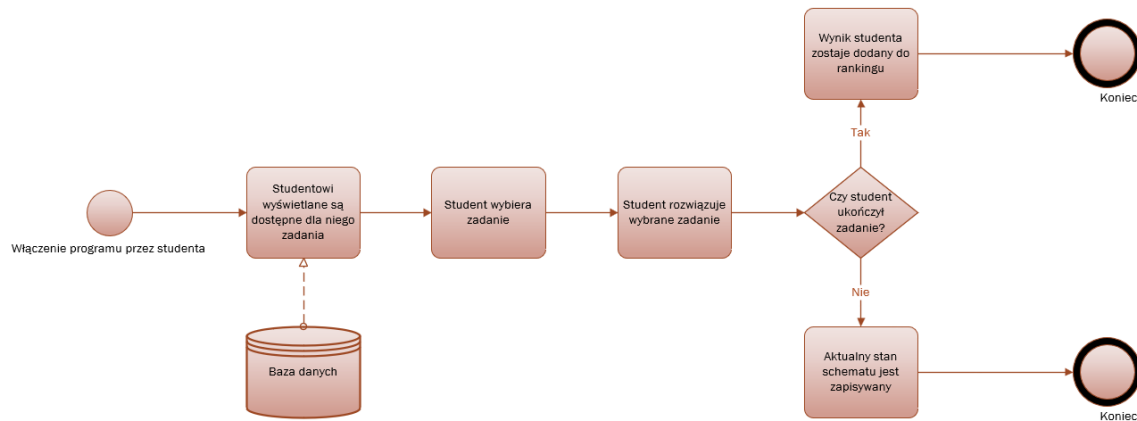 Włączenie programu przez studenta
Studentowi
wyświetlane są
dostępne dla niego
zadania
Baza danych
Student wybiera
zadanie
Student rozwiązuje
wybrane zadanie
Czy student
ukończył
zadanie?
Tak
Wynik studenta
zostaje dodany do
rankingu
Koniec
Nie
Aktualny stan
schematu jest
zapisywany
Koniec